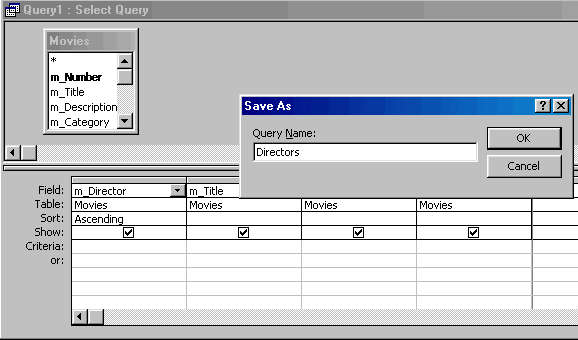 Query1 : Select Query
Movies
*
m_Number
m_Title
m_Description
m_Category
Save As
Query Name:
Directors
OK
Cancel
Field: m_Director m_Title
Table: Movies Movies Movies Movies
Sort: Ascending
Show:
Criteria:
or: